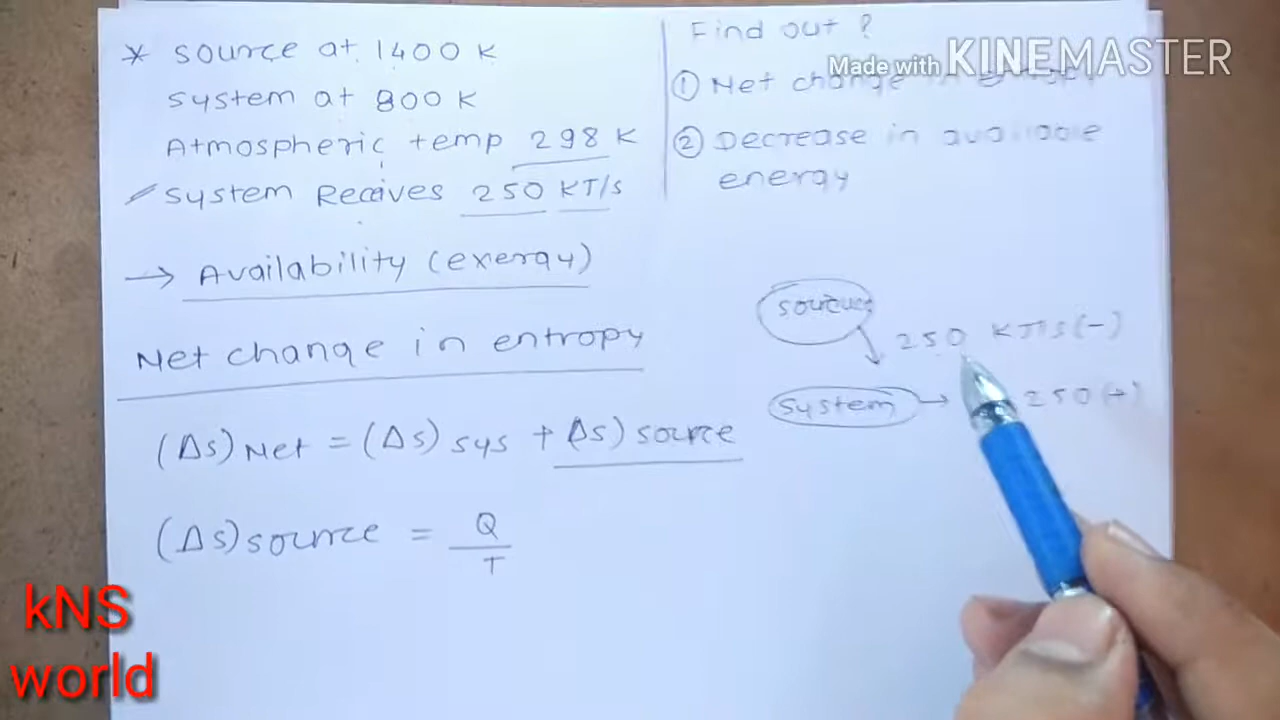 * source at 1400 K
system at 800 K
Atmospheric temp 298 K
system Receives 250 KJ/s
→ Availability (exergy)
Net change in entropy
(Δs) Net = (Δs) sys + Δs) source
(Δs) source = Q
T
Find out ?
① Net change in
② Decrease in available
energy
Made with KINEMASTER
source
250 KJ/s (-)
system → 250 (+)
kNS
world